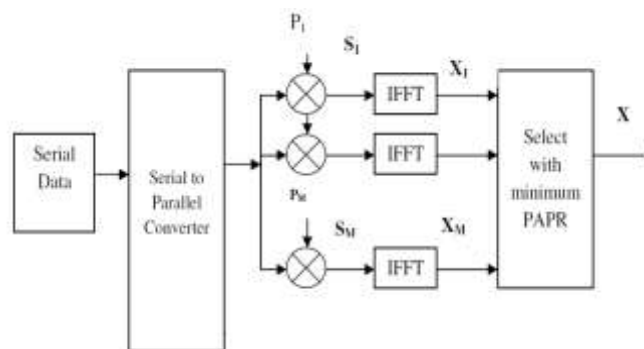 P1
S1
X1
IFFT
X
Serial
Data
Serial to
Parallel
Converter
IFFT
Select
with
minimum
PAPR
PM
SM
XM
IFFT